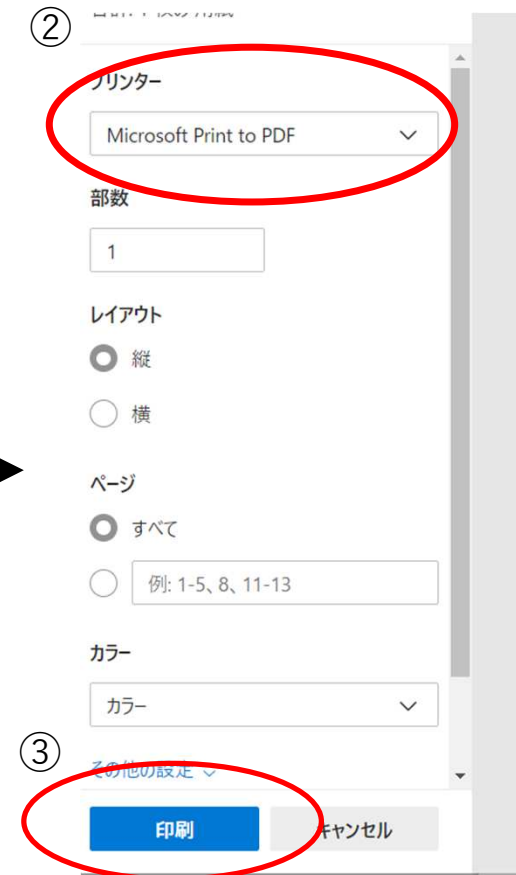 ②
プリンター
Microsoft Print to PDF
部数
1
レイアウト
縦
横
ページ
すべて
例: 1-5、8、11-13
カラー
カラー
③
その他の設定
印刷
キャンセル